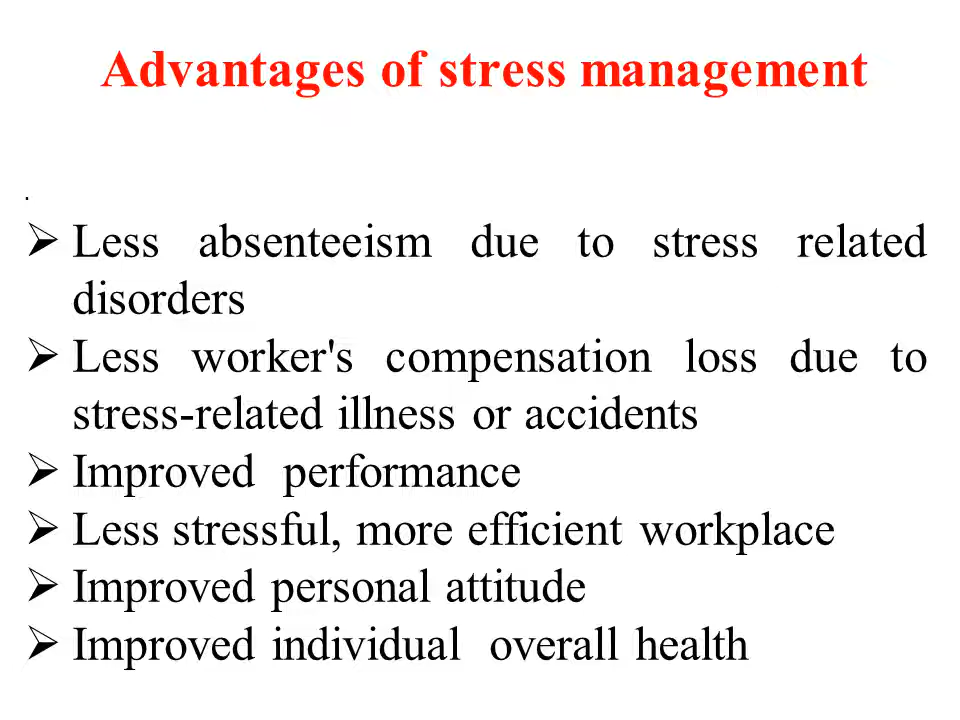 Advantages of stress management
.
➢ Less absenteeism due to stress related
disorders
➢ Less worker's compensation loss due to
stress-related illness or accidents
➢ Improved  performance
➢ Less stressful, more efficient workplace
➢ Improved personal attitude
➢ Improved individual  overall health